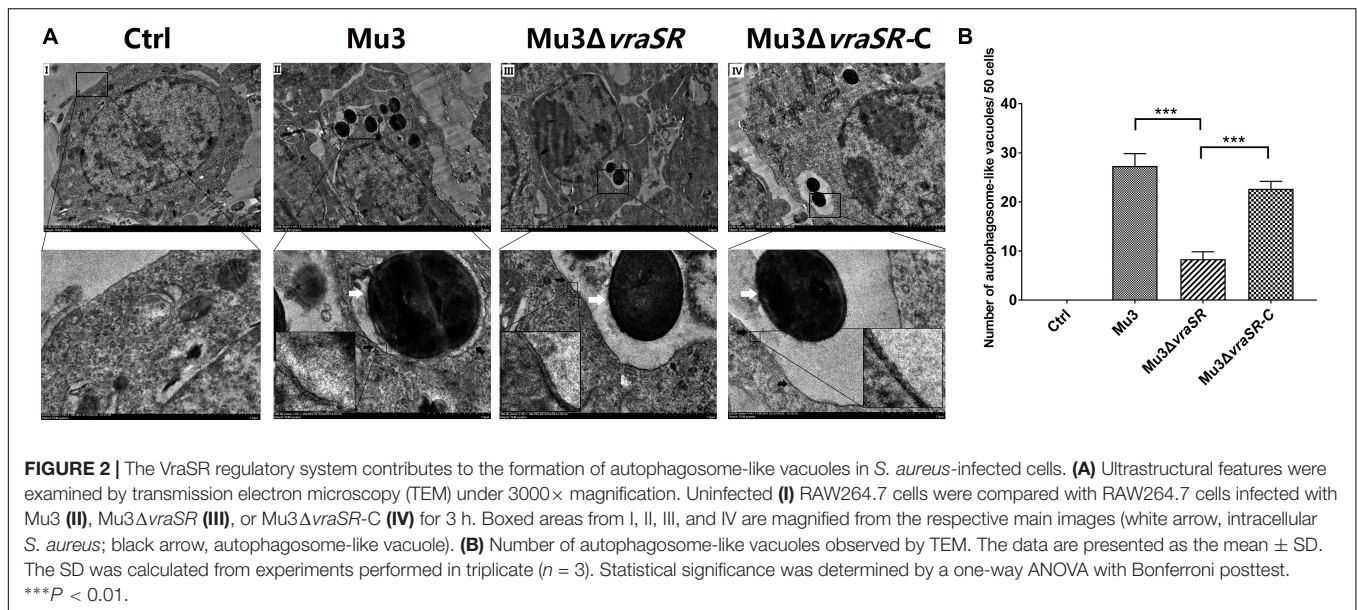 A
Ctrl
Mu3
Mu3ΔvraSR
Mu3ΔvraSR-C
I
II
III
IV
B
Number of autophagosome-like vacuoles/ 50 cells
40
30
20
10
0
***
***
Ctrl
Mu3
Mu3ΔvraSR
Mu3ΔvraSR-C
FIGURE 2 | The VraSR regulatory system contributes to the formation of autophagosome-like vacuoles in S. aureus-infected cells. (A) Ultrastructural features were
examined by transmission electron microscopy (TEM) under 3000× magnification. Uninfected (I) RAW264.7 cells were compared with RAW264.7 cells infected with
Mu3 (II), Mu3ΔvraSR (III), or Mu3ΔvraSR-C (IV) for 3 h. Boxed areas from I, II, III, and IV are magnified from the respective main images (white arrow, intracellular
S. aureus; black arrow, autophagosome-like vacuole). (B) Number of autophagosome-like vacuoles observed by TEM. The data are presented as the mean ± SD.
The SD was calculated from experiments performed in triplicate (n = 3). Statistical significance was determined by a one-way ANOVA with Bonferroni posttest.
***P < 0.01.